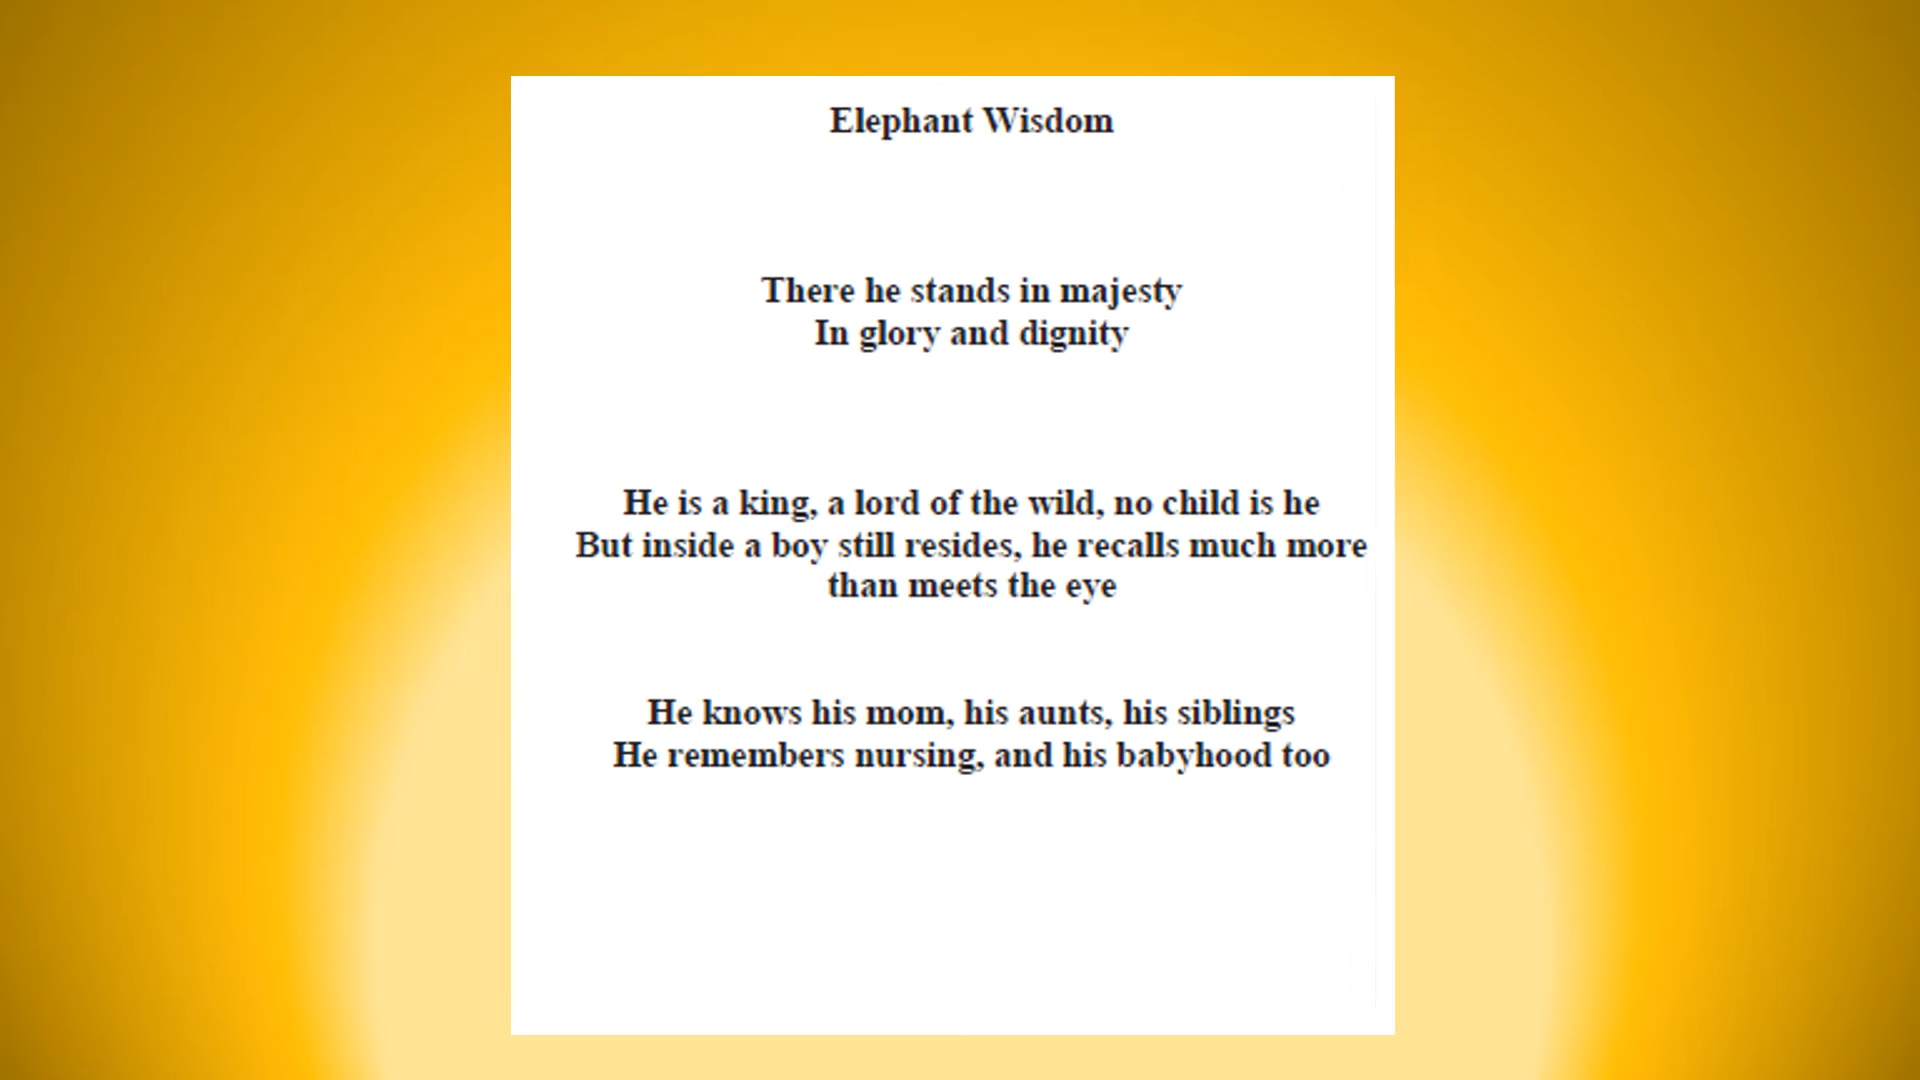 Elephant Wisdom
There he stands in majesty
In glory and dignity
He is a king, a lord of the wild, no child is he
But inside a boy still resides, he recalls much more
than meets the eye
He knows his mom, his aunts, his siblings
He remembers nursing, and his babyhood too